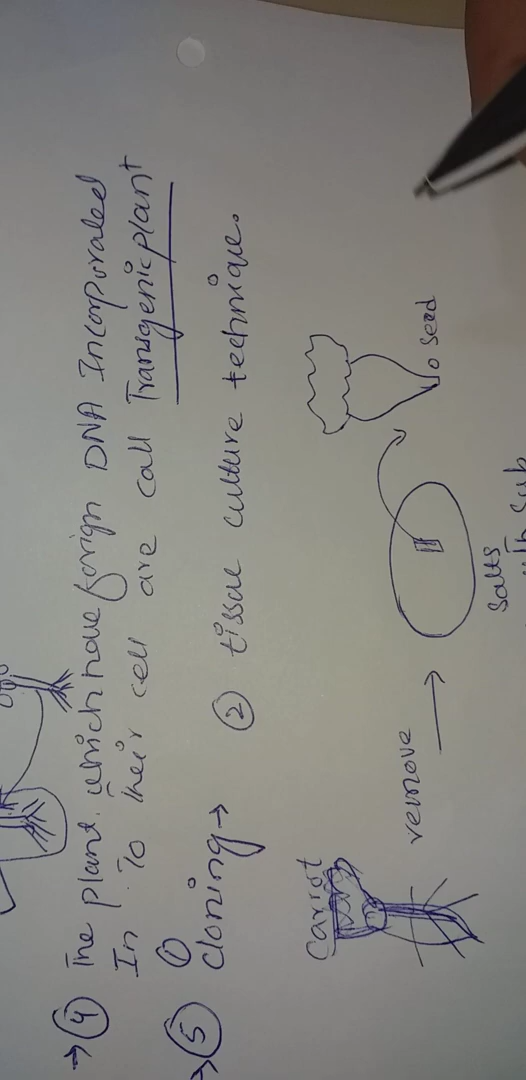 → ④ The plant. which have forign DNA Incorporated
In To Their cell are call Transgenic plant
→ ⑤ ① Cloning → ② tissue culture technique.
Carrot
remove →
seed
Salts